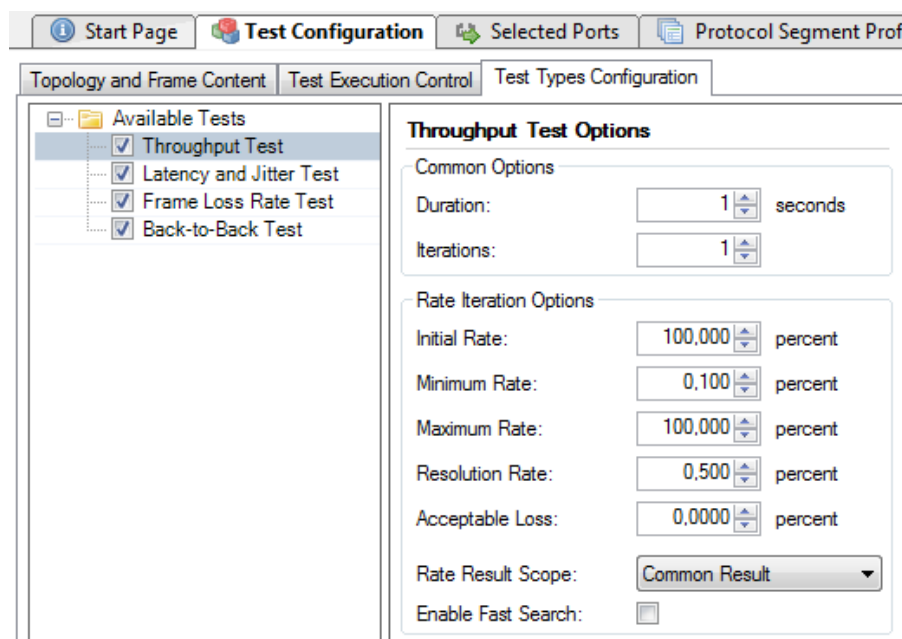 Start Page Test Configuration Selected Ports Protocol Segment Prof
Topology and Frame Content Test Execution Control Test Types Configuration
Available Tests
Throughput Test
Latency and Jitter Test
Frame Loss Rate Test
Back-to-Back Test
Throughput Test Options
Common Options
Duration: 1 seconds
Iterations: 1
Rate Iteration Options
Initial Rate: 100,000 percent
Minimum Rate: 0,100 percent
Maximum Rate: 100,000 percent
Resolution Rate: 0,500 percent
Acceptable Loss: 0,0000 percent
Rate Result Scope: Common Result
Enable Fast Search: